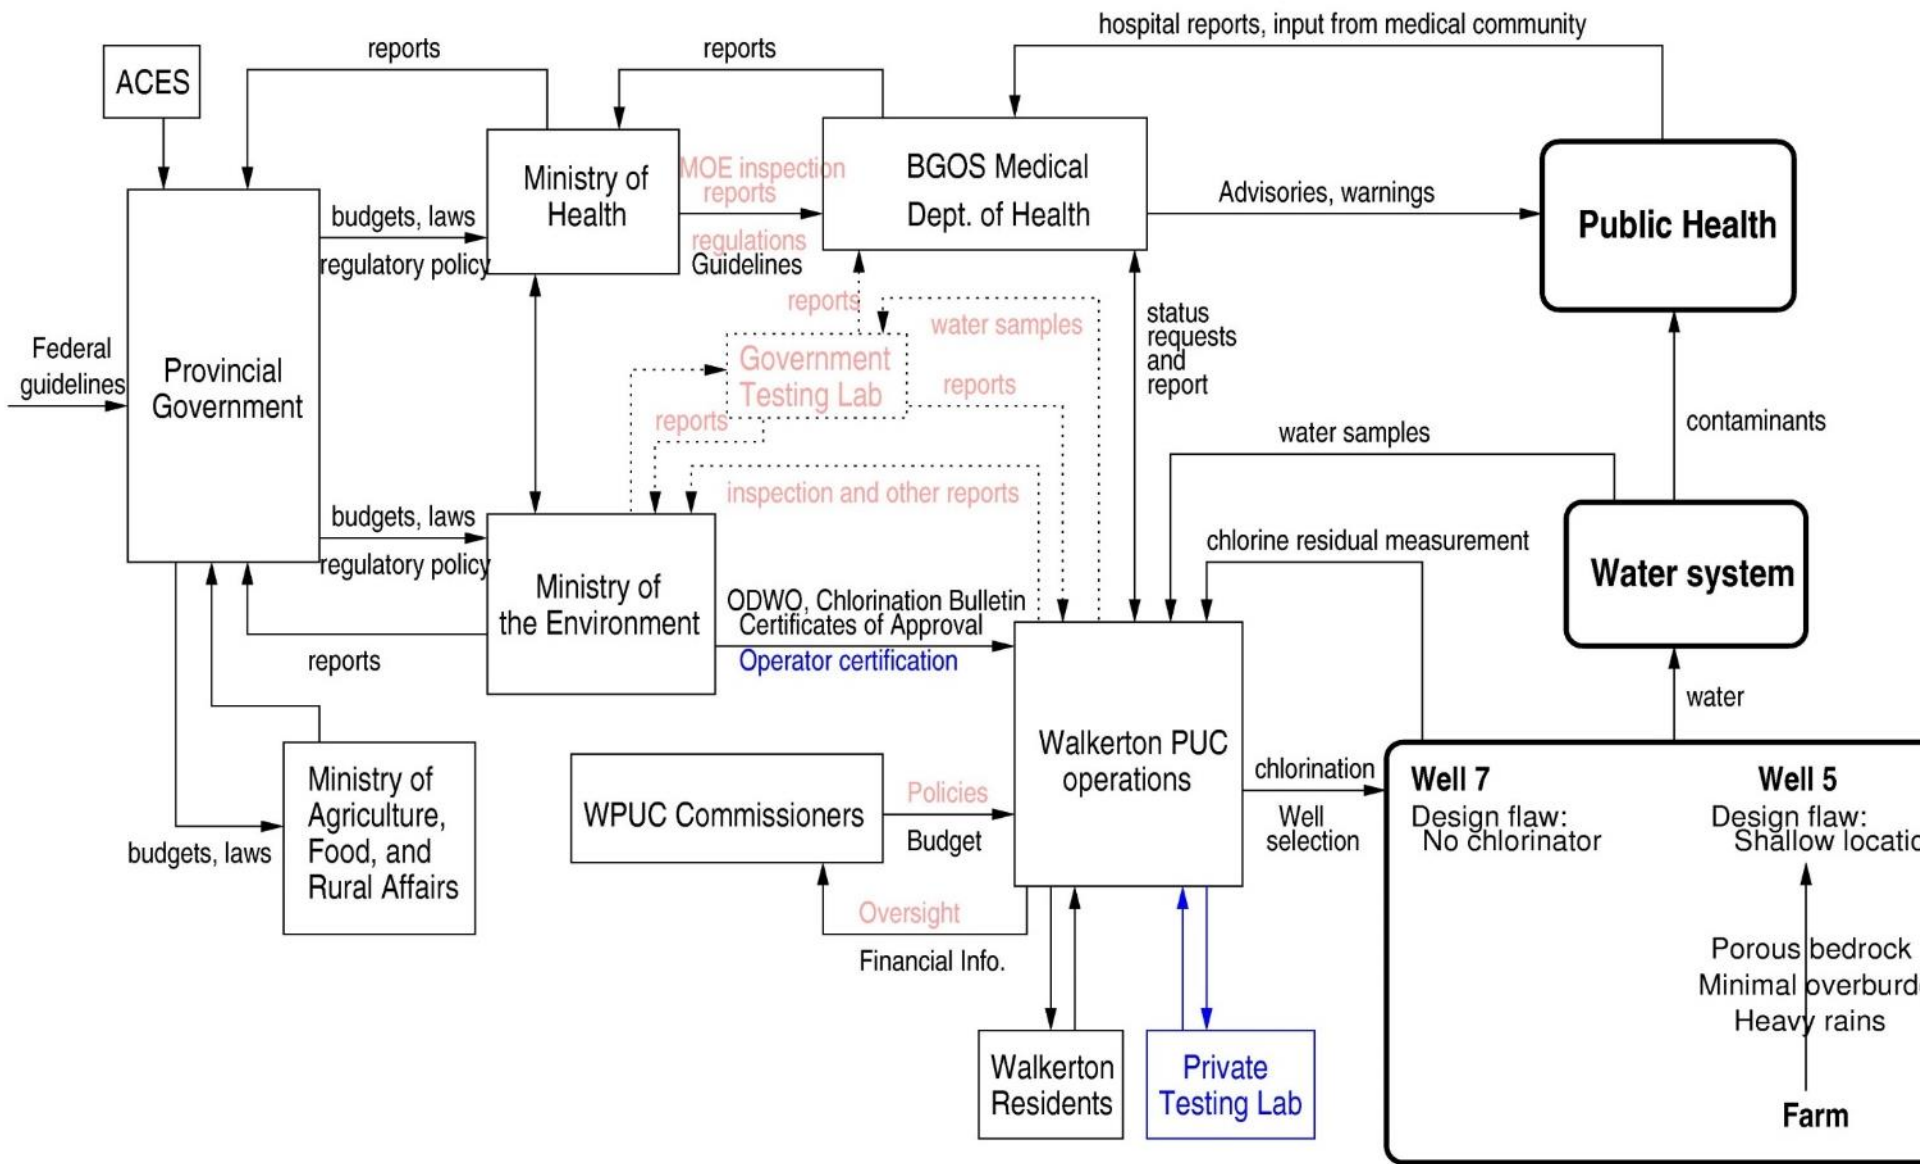 hospital reports, input from medical community
reports
reports
ACES
Ministry of
Health
MOE inspection
reports
regulations
Guidelines
BGOS Medical
Dept. of Health
Advisories, warnings
Public Health
budgets, laws
regulatory policy
Federal
guidelines
Provincial
Government
reports
water samples
Government
Testing Lab
reports
reports
status
requests
and
report
contaminants
water samples
inspection and other reports
budgets, laws
regulatory policy
chlorine residual measurement
Water system
Ministry of
the Environment
ODWO, Chlorination Bulletin
Certificates of Approval
Operator certification
reports
water
Ministry of
Agriculture,
Food, and
Rural Affairs
budgets, laws
WPUC Commissioners
Policies
Budget
Oversight
Financial Info.
Walkerton PUC
operations
chlorination
Well
selection
Well 7
Design flaw:
No chlorinator
Well 5
Design flaw:
Shallow locatio
Porous bedrock
Minimal overburd
Heavy rains
Farm
Walkerton
Residents
Private
Testing Lab